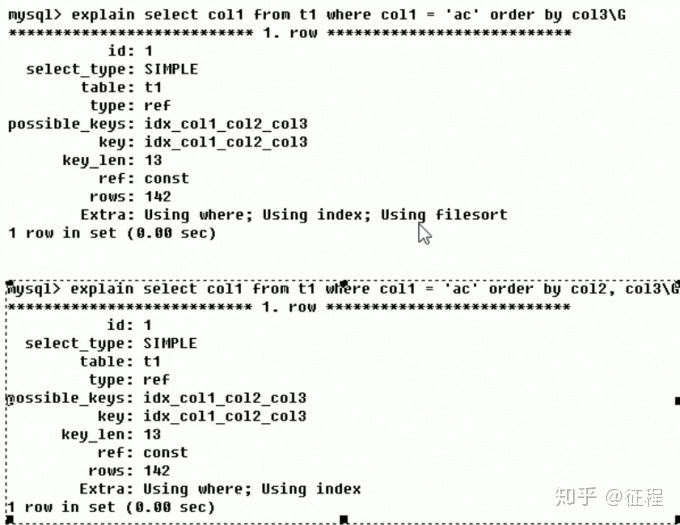 mysql> explain select col1 from t1 where col1 = 'ac' order by col3\G
*************************** 1. row ***************************
id: 1
select_type: SIMPLE
table: t1
type: ref
possible_keys: idx_col1_col2_col3
key: idx_col1_col2_col3
key_len: 13
ref: const
rows: 142
Extra: Using where; Using index; Using filesort
1 row in set (0.00 sec)
mysql> explain select col1 from t1 where col1 = 'ac' order by col2, col3\G
*************************** 1. row ***************************
id: 1
select_type: SIMPLE
table: t1
type: ref
possible_keys: idx_col1_col2_col3
key: idx_col1_col2_col3
key_len: 13
ref: const
rows: 142
Extra: Using where; Using index
1 row in set (0.00 sec)
知乎 @征程